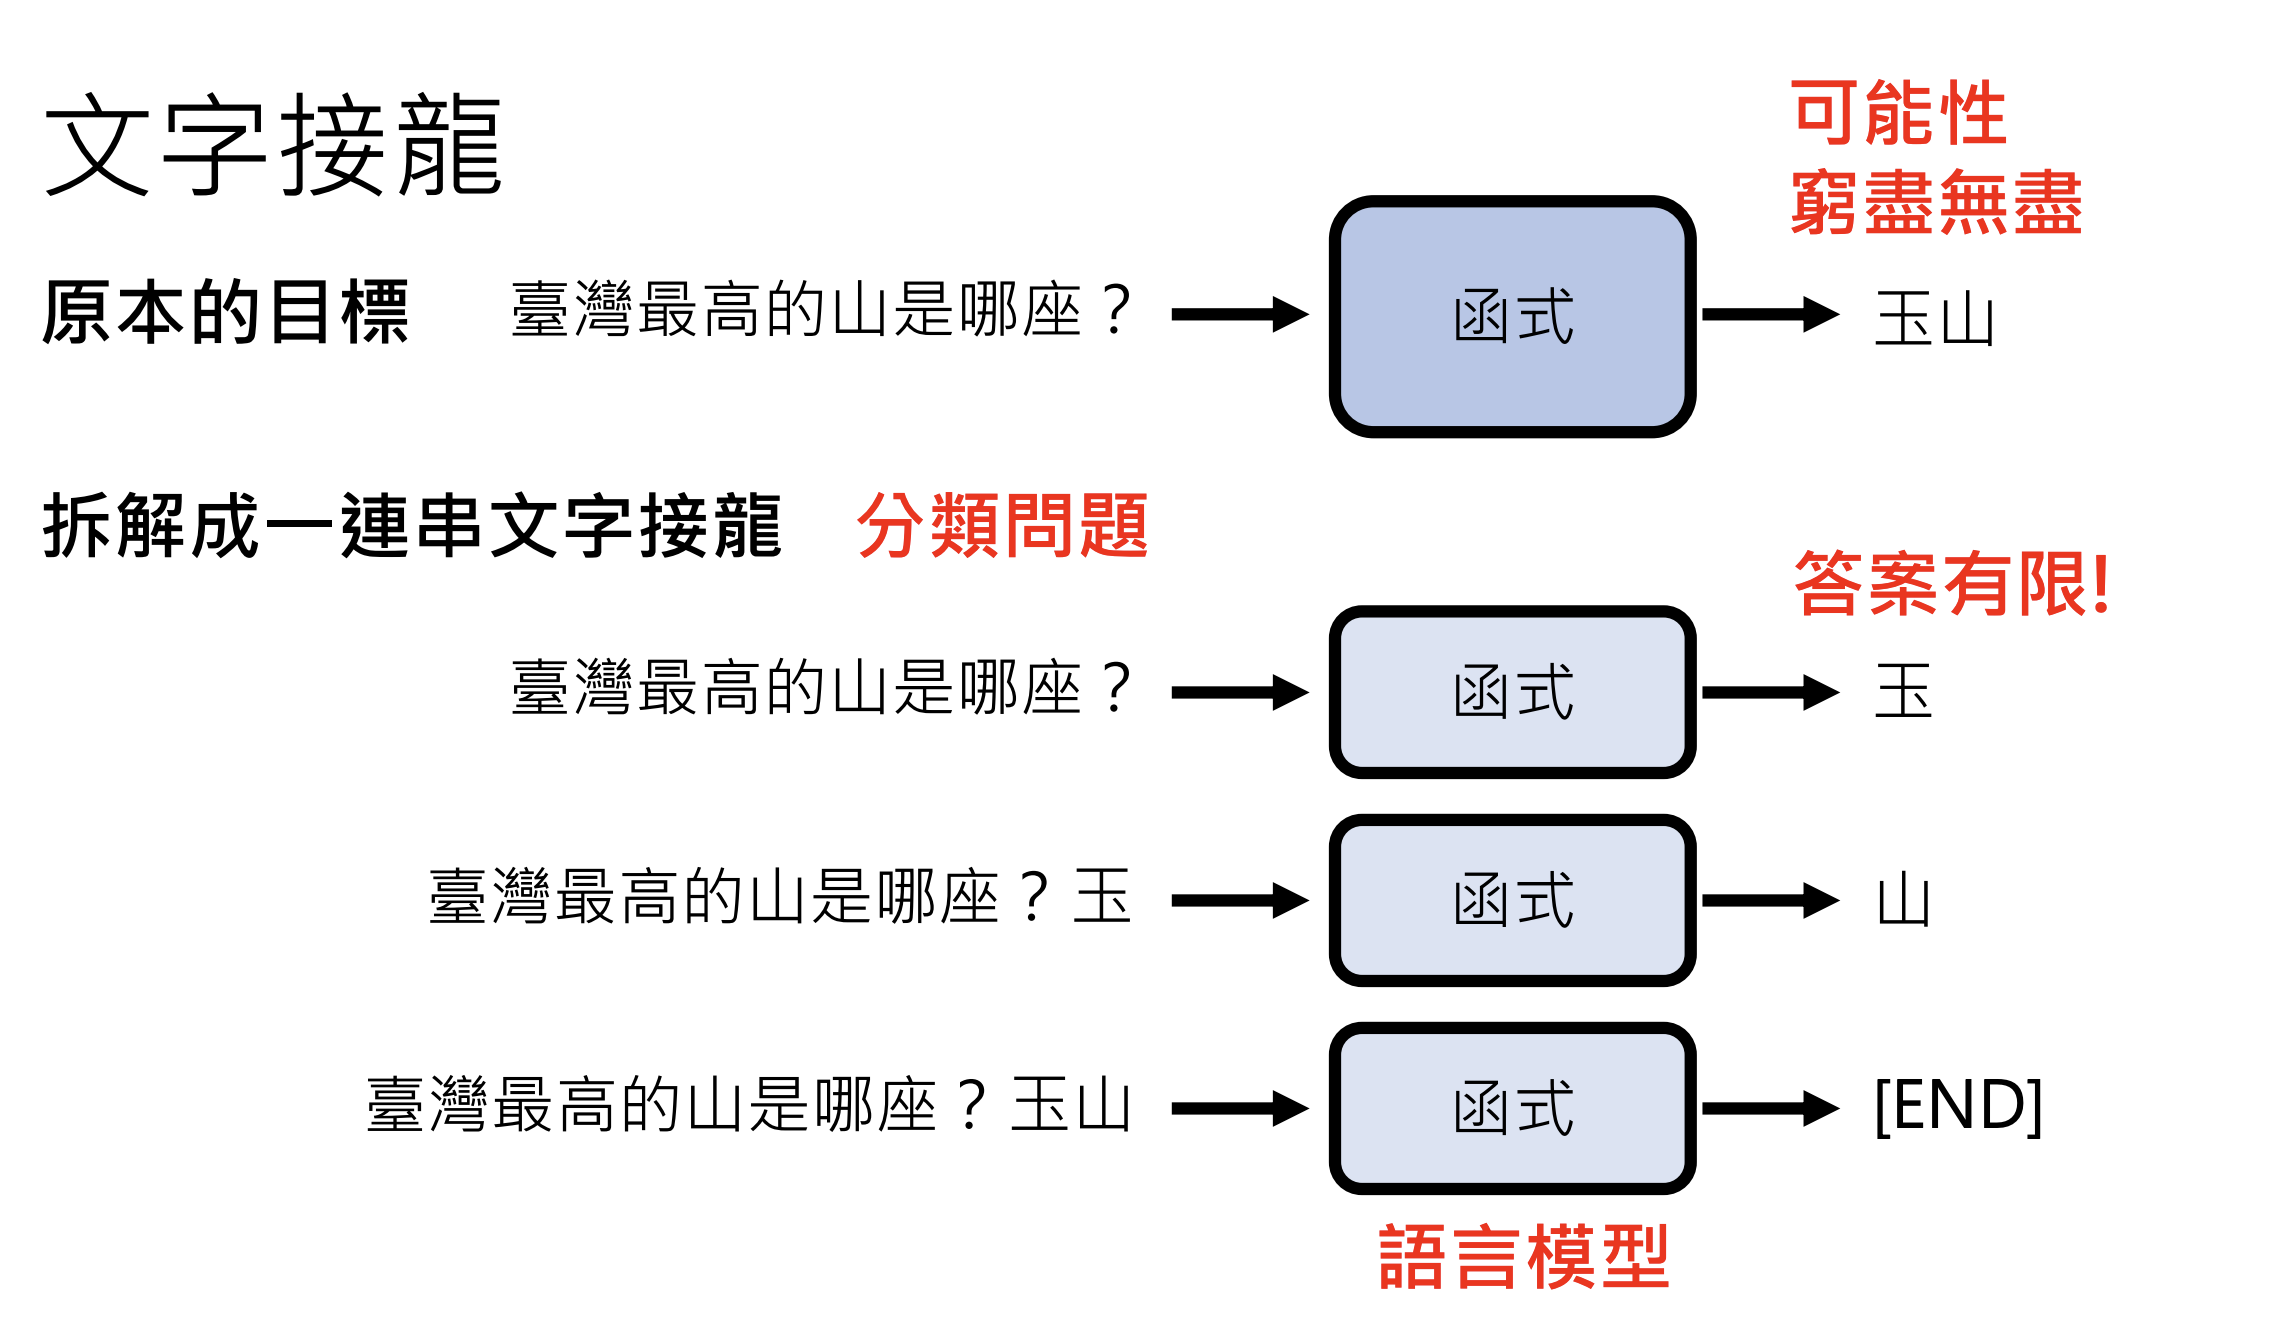 文字接龍
可能性
窮盡無盡
原本的目標 臺灣最高的山是哪座？ 函式 玉山
拆解成一連串文字接龍 分類問題
答案有限!
臺灣最高的山是哪座？ 函式 玉
臺灣最高的山是哪座？玉 函式 山
臺灣最高的山是哪座？玉山 函式 [END]
語言模型